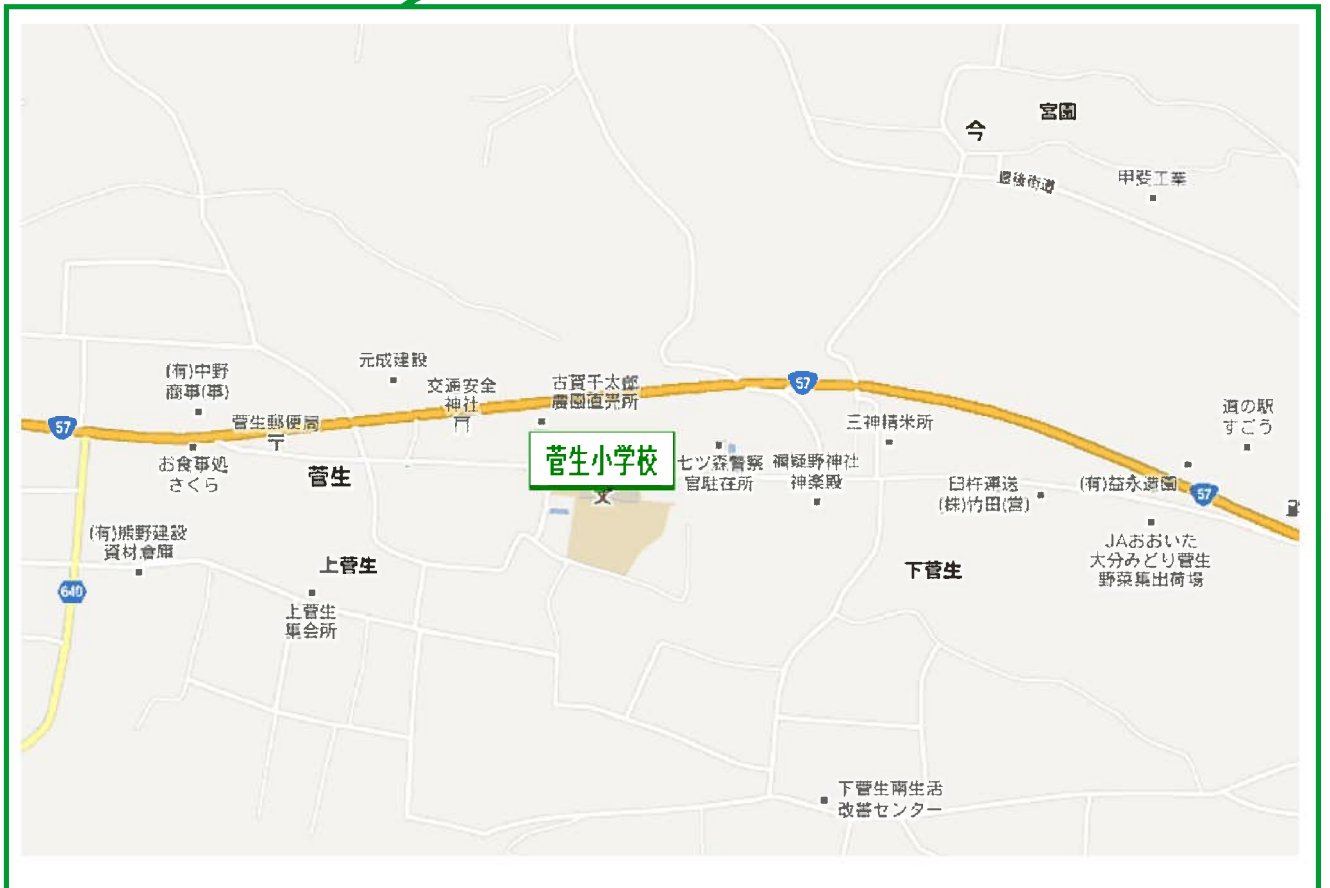 宮園
今
豊後街道
甲斐工業
元成建設
(有)中野
商事(事)
交通安全
神社
古賀千太郎
農園直売所
57
57
道の駅
すごう
菅生郵便局
三神精米所
お食事処
さくら
菅生
菅生小学校
七ツ森警察
官駐在所
禰疑野神社
神楽殿
臼杵運送
(株)竹田(営)
(有)益永造園
57
文
(有)熊野建設
資材倉庫
上菅生
下菅生
JAおおいた
大分みどり菅生
野菜集出荷場
640
上菅生
集会所
下菅生南生活
改善センター